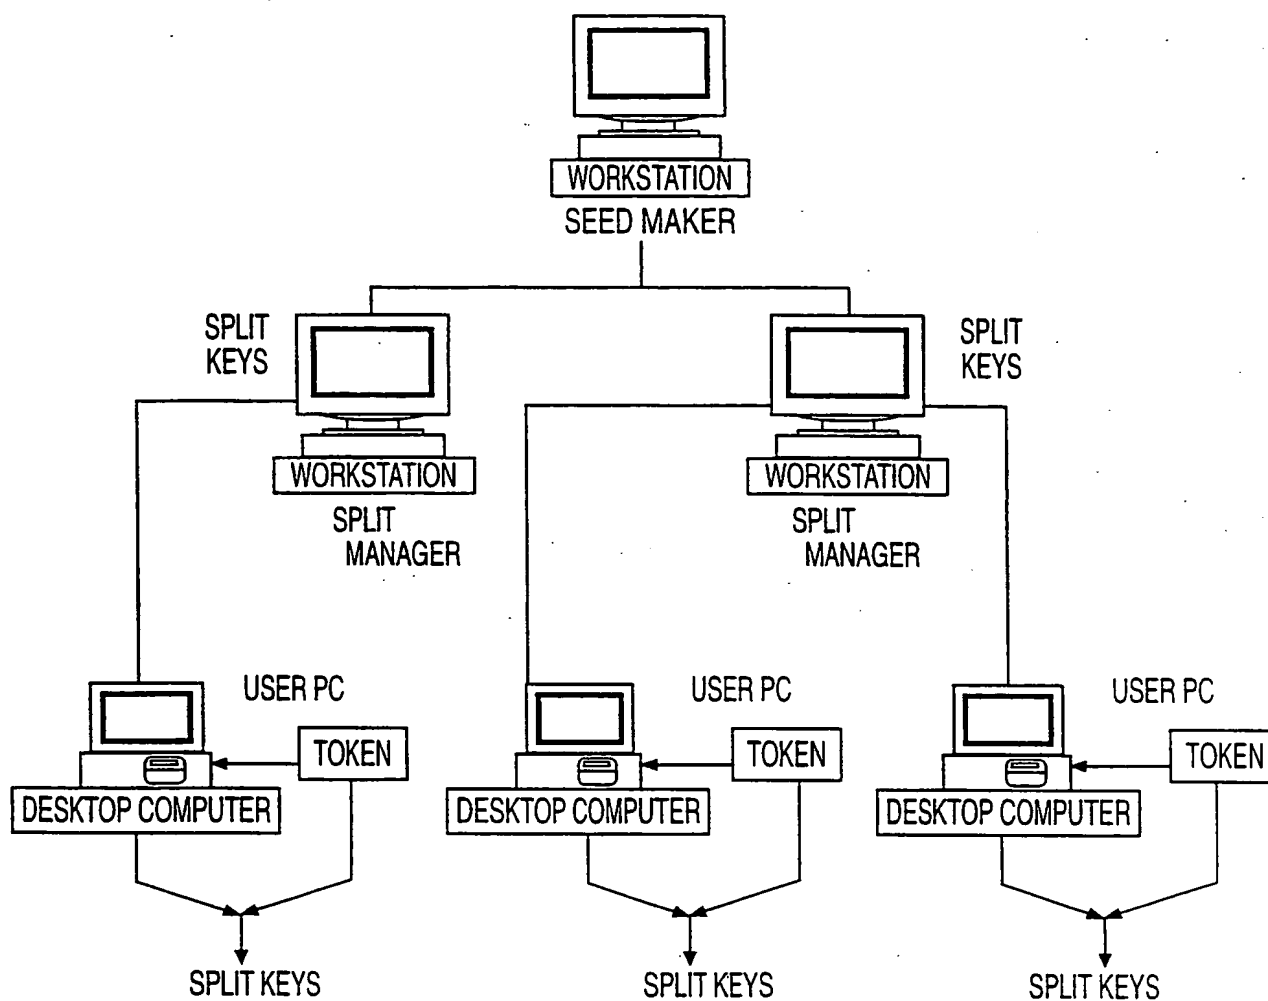 WORKSTATION
SEED MAKER
SPLIT
KEYS
SPLIT
KEYS
WORKSTATION
WORKSTATION
SPLIT
MANAGER
SPLIT
MANAGER
USER PC
USER PC
USER PC
TOKEN
TOKEN
TOKEN
DESKTOP COMPUTER
DESKTOP COMPUTER
DESKTOP COMPUTER
SPLIT KEYS
SPLIT KEYS
SPLIT KEYS